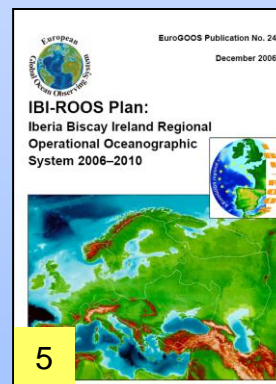 European
Global Ocean Observing System
EuroGOOS Publication No. 24
December 2006
IBI-ROOS Plan:
Iberia Biscay Ireland Regional
Operational Oceanographic
System 2006–2010
5